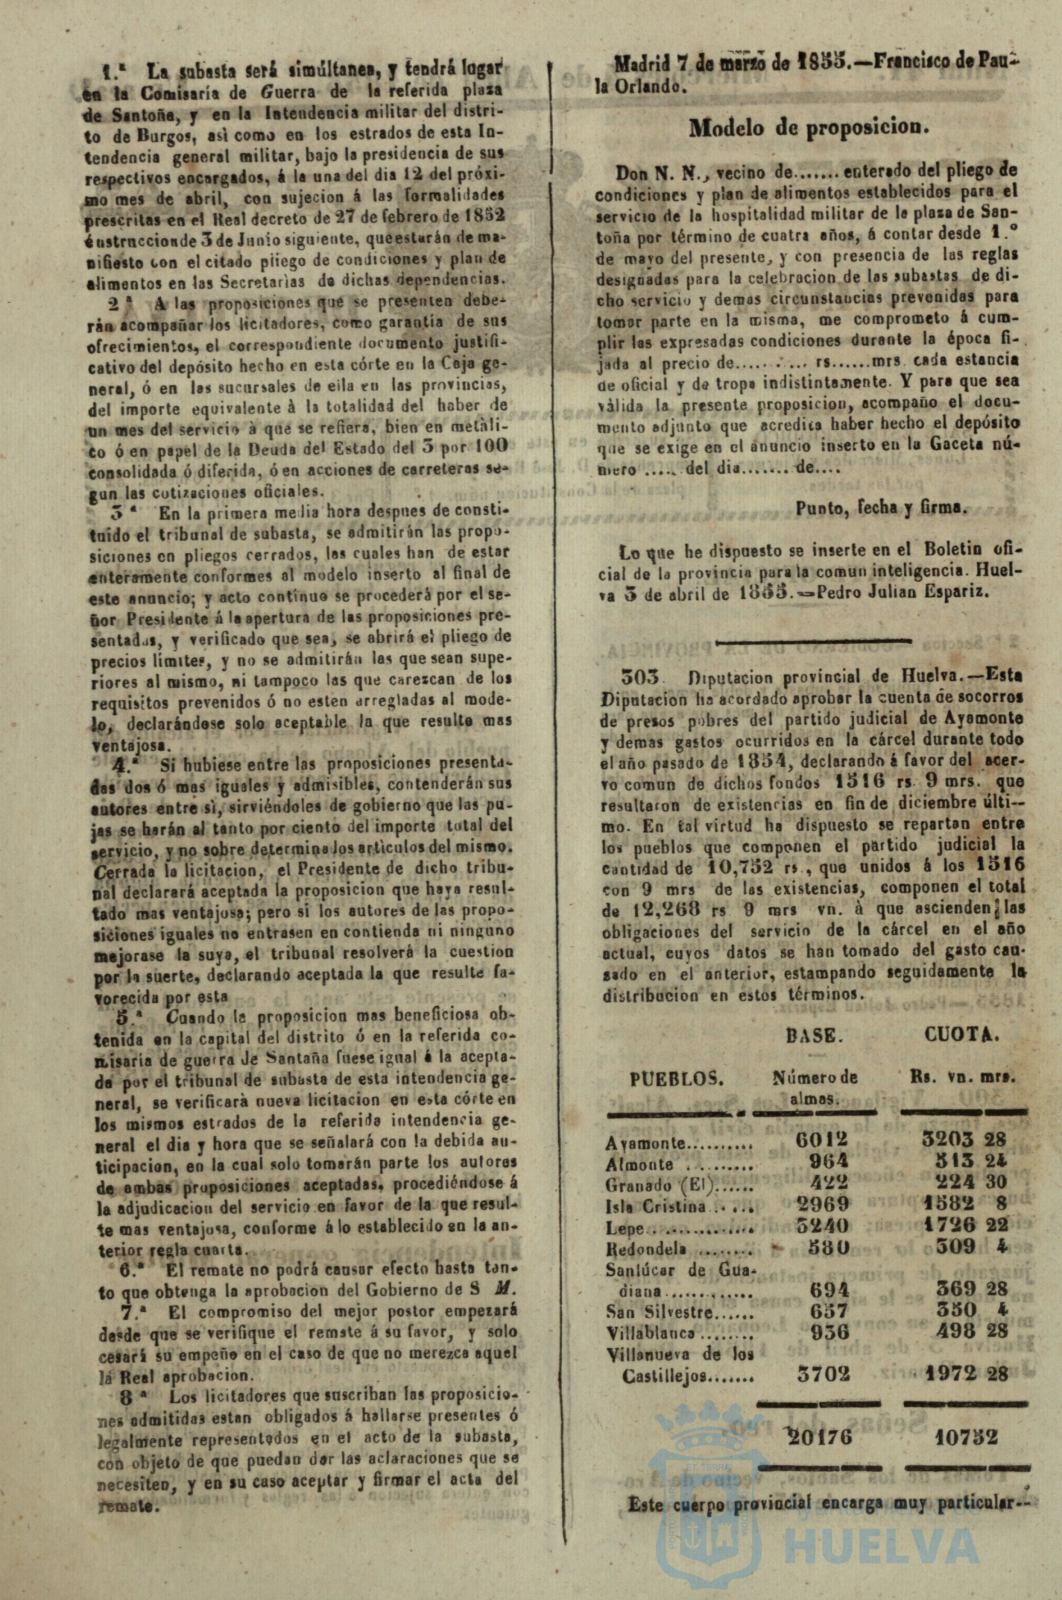 1.ª La subasta será simúltanea, y tendrá lugar
en la Comisaría de Guerra de la referida plaza
de Santoña, y en la Intendencia militar del distri-
to de Burgos, asi como en los estrados de esta In-
tendencia general militar, bajo la presidencia de sus
respectivos encargados, á la una del dia 12 del próxi-
mo mes de abril, con sujecion á las formalidades
prescritas en el Real decreto de 27 de febrero de 1852
é instruccion de 3 de Junio siguiente, que estarán de ma-
nifiesto con el citado pliego de condiciones y plan de
alimentos en las Secretarías de dichas dependencias.
2ª A las proposiciones que se presenten debe-
rán acompañar los licitadores, como garantía de sus
ofrecimientos, el correspondiente documento justifi-
cativo del depósito hecho en esta córte en la Caja ge-
neral, ó en las sucursales de ella en las provincias,
del importe equivalente à la totalidad del haber de
un mes del servicio à que se refiera, bien en metàli-
co ó en papel de la Deuda del Estado del 3 por 100
consolidada ó diferida, ó en acciones de carreteras se-
gun las cotizaciones oficiales.
3ª En la primera media hora despues de consti-
tuido el tribunal de subasta, se admitirán las propo-
siciones en pliegos cerrados, las cuales han de estar
enteramente conformes al modelo inserto al final de
este anuncio; y acto contínuo se procederá por el se-
ñor Presidente á la apertura de las proposiciones pre-
sentadas, y verificado que sea, se abrirá el pliego de
precios límites, y no se admitirán las que sean supe-
riores al mismo, ni tampoco las que carezcan de los
requisitos prevenidos ó no esten arregladas al mode-
lo, declarándose solo aceptable la que resulte mas
ventajosa.
4.ª Si hubiese entre las proposiciones presenta-
das dos ó mas iguales y admisibles, contenderán sus
autores entre sì, sirviéndoles de gobierno que las pu-
jas se harán al tanto por ciento del importe total del
servicio, y no sobre determinados articulos del mismo.
Cerrada la licitacion, el Presidente de dicho tribu-
nal declarará aceptada la proposicion que haya resul-
tado mas ventajosa; pero si los autores de las propo-
siciones iguales no entrasen en contienda ni ninguno
mejorase la suya, el tribunal resolverá la cuestion
por la suerte, declarando aceptada la que resulte fa-
vorecida por esta
5.ª Cuando la proposicion mas beneficiosa ob-
tenida en la capital del distrito ó en la referida co-
misaría de guerra de Santaña fuese igual á la acepta-
da por el tribunal de subasta de esta intendencia ge-
neral, se verificarà nueva licitacion en esta córte en
los mismos estrados de la referida intendencia ge-
neral el dia y hora que se señalará con la debida an-
ticipacion, en la cual solo tomarán parte los autores
de ambas proposiciones aceptadas, procediéndose á
la adjudicacion del servicio en favor de la que resul-
te mas ventajosa, conforme á lo establecido en la an-
terior regla cuarta.
6.ª El remate no podrá causar efecto hasta tan-
to que obtenga la aprobacion del Gobierno de S M.
7.ª El compromiso del mejor postor empezará
desde que se verifique el remate á su favor, y solo
cesará su empeño en el caso de que no merezca aquel
la Real aprobacion.
8ª Los licitadores que suscriban las proposicio-
nes admitidas estan obligados á hallarse presentes ó
legalmente representados en el acto de la subasta,
con objeto de que puedan dar las aclaraciones que se
necesiten, y en su caso aceptar y firmar el acta del
remate.
Madrid 7 de marzo de 1855.—Francisco de Pau-
la Orlando.
Modelo de proposicion.
Don N. N., vecino de....... enterado del pliego de
condiciones y plan de alimentos establecidos para el
servicio de la hospitalidad militar de la plaza de San-
toña por término de cuatro años, á contar desde 1.º
de mayo del presente, y con presencia de las reglas
designadas para la celebracion de las subastas de di-
cho servicio y demas circunstancias prevenidas para
tomar parte en la misma, me comprometo á cum-
plir las expresadas condiciones durante la época fi-
jada al precio de......... rs......mrs cada estancia
de oficial y de tropa indistintamente. Y para que sea
válida la presente proposicion, acompaño el docu-
mento adjunto que acredita haber hecho el depósito
que se exige en el anuncio inserto en la Gaceta nú-
mero ..... del dia....... de....
Punto, fecha y firma.
Lo que he dispuesto se inserte en el Boletin ofi-
cial de la provincia para la comun inteligencia. Huel-
va 3 de abril de 1855.—Pedro Julian Espariz.
303 Diputacion provincial de Huelva.—Esta
Diputacion ha acordado aprobar la cuenta de socorros
de presos pobres del partido judicial de Ayamonte
y demas gastos ocurridos en la cárcel durante todo
el año pasado de 1854, declarando á favor del acer-
vo comun de dichos fondos 1516 rs. 9 mrs. que
resultaron de existencias en fin de diciembre últi-
mo. En tal virtud ha dispuesto se repartan entre
los pueblos que componen el partido judicial la
cantidad de 10,752 rs, que unidos á los 1516
con 9 mrs de las existencias, componen el total
de 12,268 rs 9 mrs vn. à que ascienden las
obligaciones del servicio de la cárcel en el año
actual, cuyos datos se han tomado del gasto cau-
sado en el anterior, estampando seguidamente la
distribucion en estos términos.
BASE. CUOTA.
PUEBLOS. Número de Rs. vn. mrs.
almas.
Ayamonte.......... 6012 3203 28
Almonte .......... 964 513 24
Granado (El)...... 422 224 30
Isla Cristina ..... 2969 1582 8
Lepe.............. 3240 1726 22
Redondela ........ 580 309 4
Sanlúcar de Gua-
diana............ 694 369 28
San Silvestre...... 657 350 4
Villablanca........ 936 498 28
Villanueva de los
Castillejos....... 3702 1972 28
20176 10752
Este cuerpo provincial encarga muy particular-
HUELVA